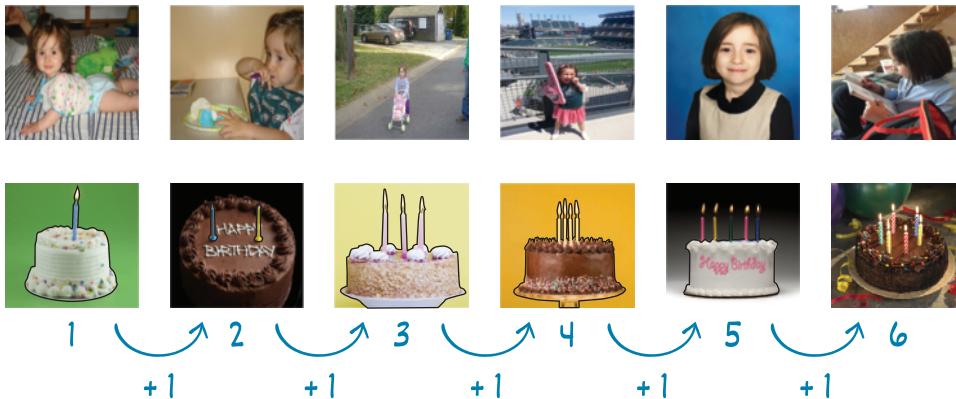 HAPPY
BIRTHDAY
Happy Birthday
1 2 3 4 5 6
+1 +1 +1 +1 +1